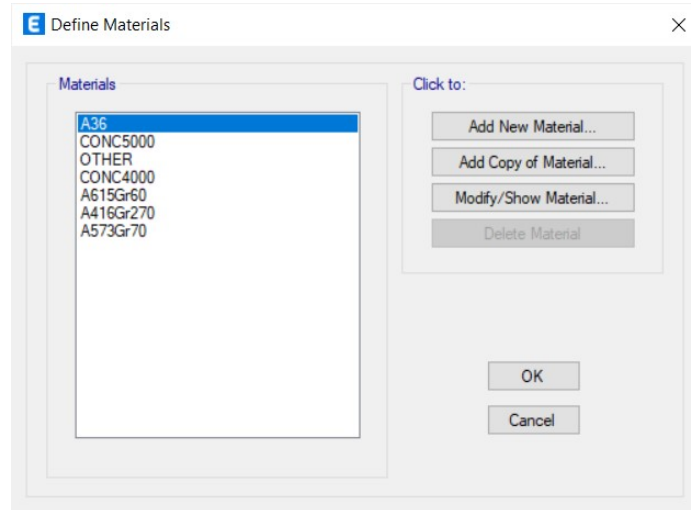 E Define Materials
Materials
A36
CONC5000
OTHER
CONC4000
A615Gr60
A416Gr270
A573Gr70
Click to:
Add New Material...
Add Copy of Material...
Modify/Show Material...
Delete Material
OK
Cancel